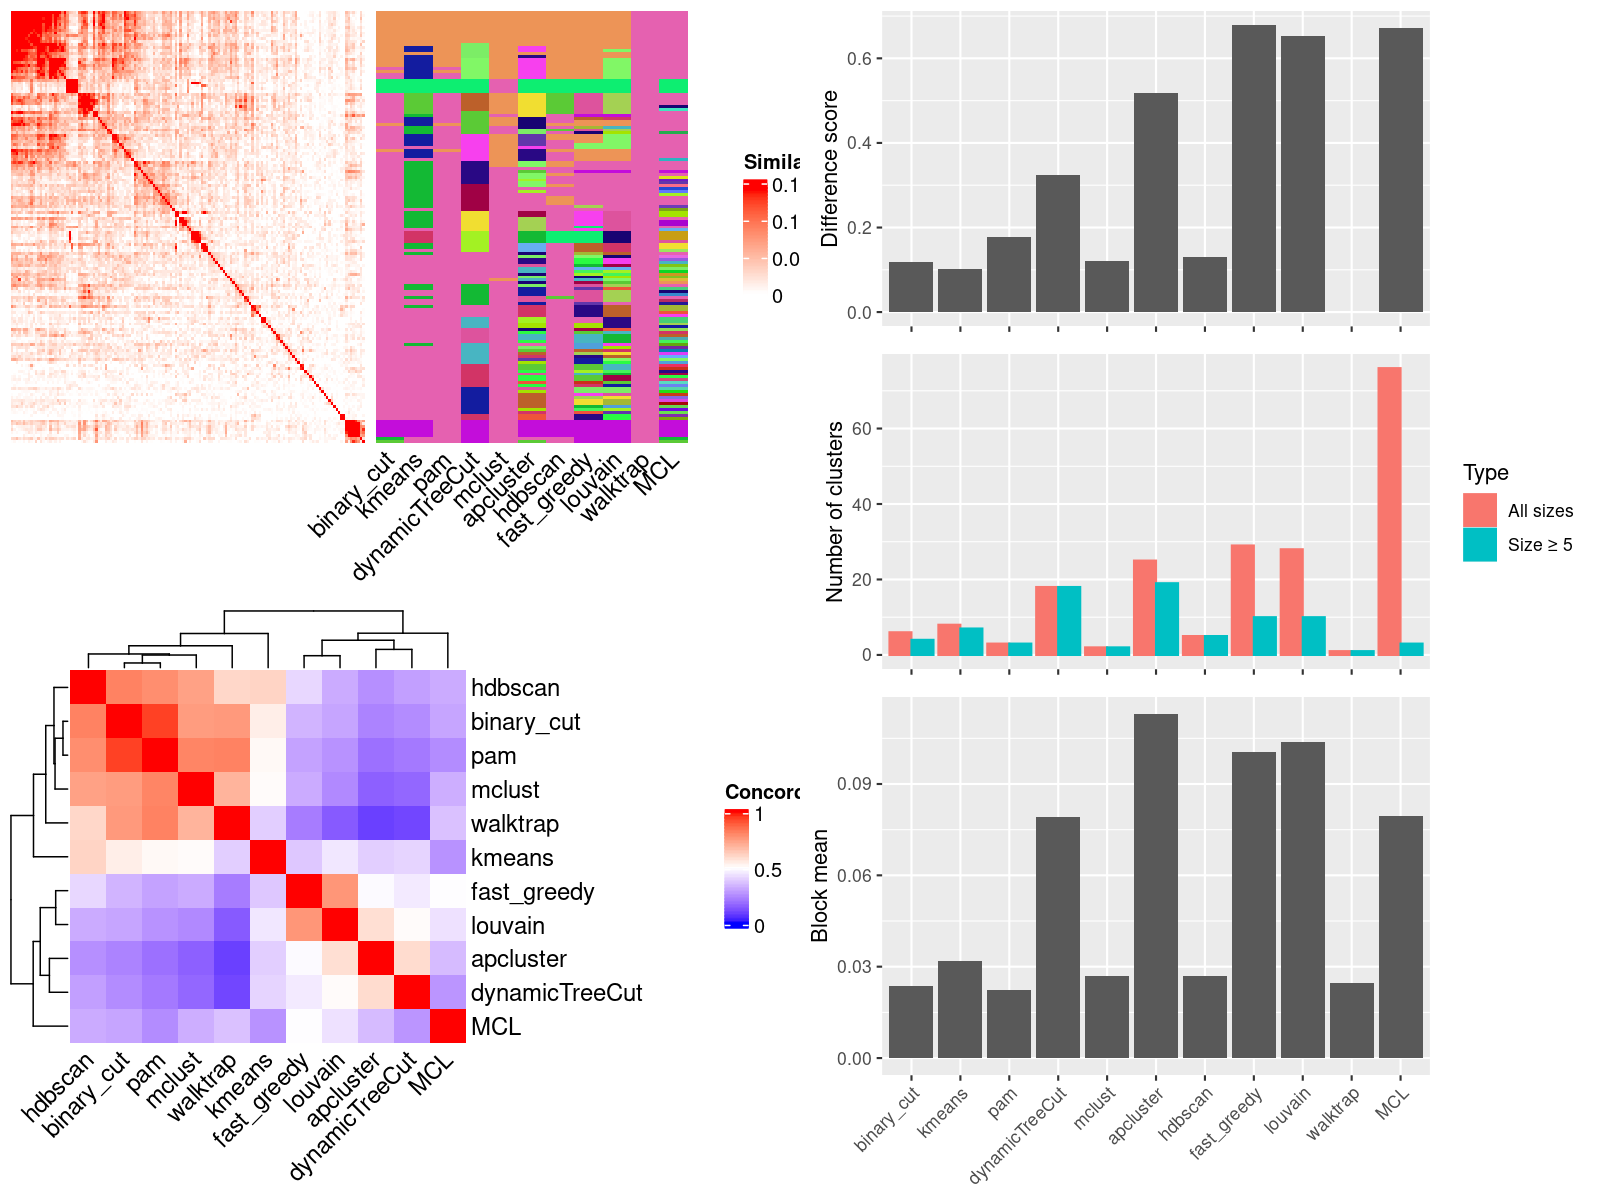 Simila
0.1
0.1
0.0
0
binary_cut
kmeans
pam
dynamicTreeCut
mclust
apcluster
hdbscan
fast_greedy
louvain
walktrap
MCL
hdbscan
binary_cut
pam
mclust
walktrap
kmeans
fast_greedy
louvain
apcluster
dynamicTreeCut
MCL
hdbscan
binary_cut
pam
mclust
walktrap
kmeans
fast_greedy
louvain
apcluster
dynamicTreeCut
MCL
Concord
1
0.5
0
Difference score
0.6
0.4
0.2
0.0
Number of clusters
60
40
20
0
Type
All sizes
Size ≥ 5
Block mean
0.09
0.06
0.03
0.00
binary_cut
kmeans
pam
dynamicTreeCut
mclust
apcluster
hdbscan
fast_greedy
louvain
walktrap
MCL